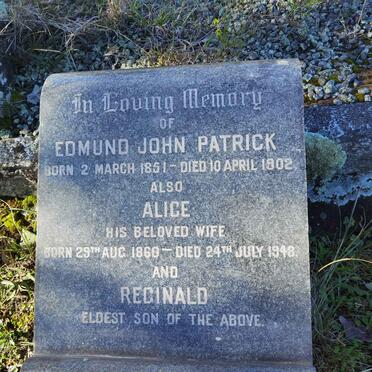 In Loving Memory
OF
EDMUND JOHN PATRICK
BORN 2 MARCH 1851 – DIED 10 APRIL 1902
ALSO
ALICE
HIS BELOVED WIFE
BORN 29TH AUG. 1860 – DIED 24TH JULY 1948.
AND
REGINALD
ELDEST SON OF THE ABOVE.